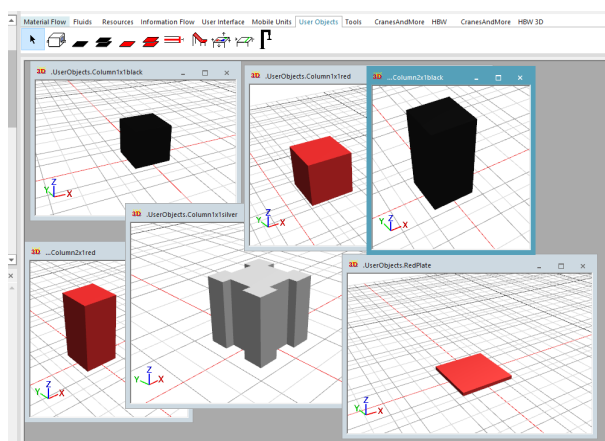 Material Flow Fluids Resources Information Flow User Interface Mobile Units User Objects Tools CranesAndMore HBW CranesAndMore HBW 3D
3D .UserObjects.Column1x1black
3D .UserObjects.Column1x1red
3D ...Column2x1black
Z
Y X
Z
Y X
Z
Y X
3D .UserObjects.Column1x1silver
3D ...Column2x1red
3D .UserObjects.RedPlate
Z
Y X
Z
Y X
Z
Y X